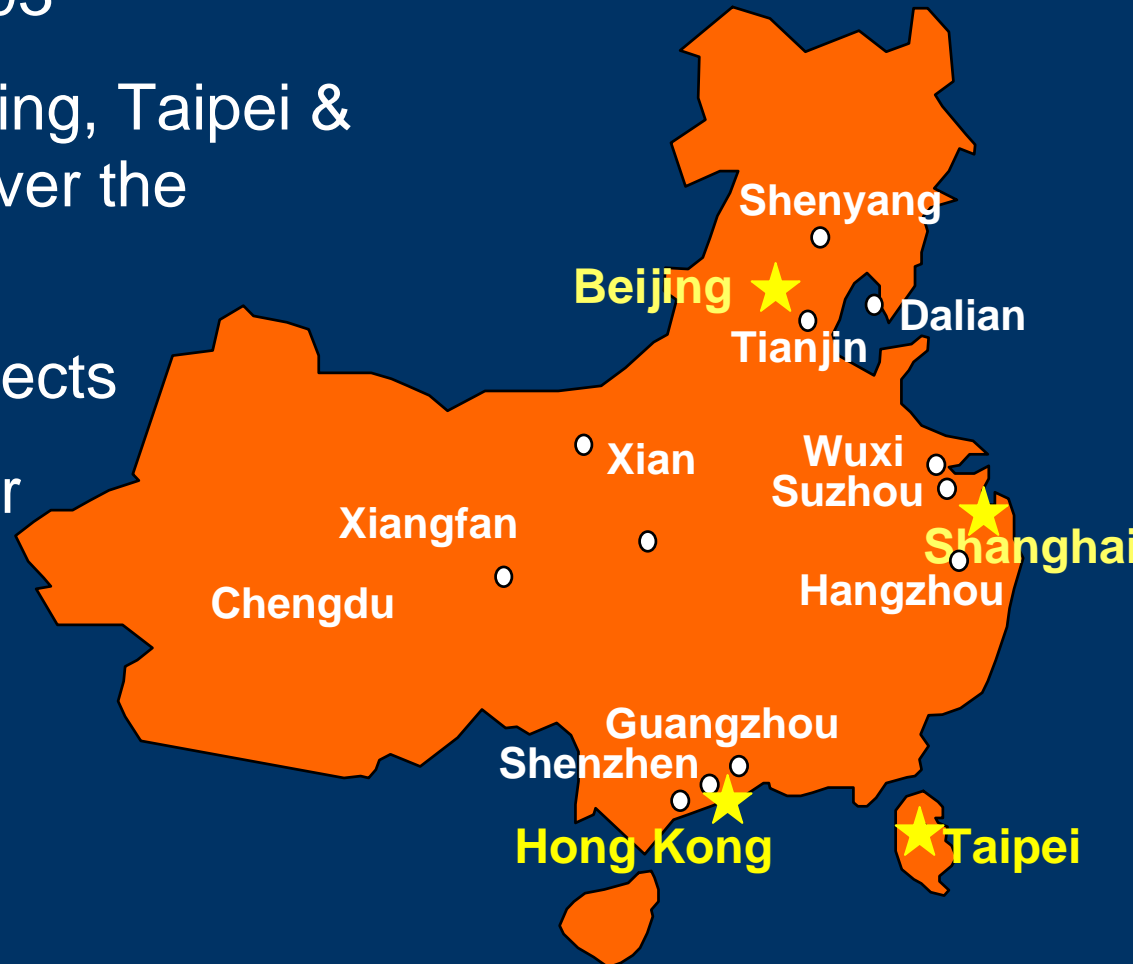 ing, Taipei &
ver the
ects
r
Shenyang
Beijing
Dalian
Tianjin
Xian
Wuxi
Suzhou
Xiangfan
Shanghai
Hangzhou
Chengdu
Guangzhou
Shenzhen
Hong Kong
Taipei